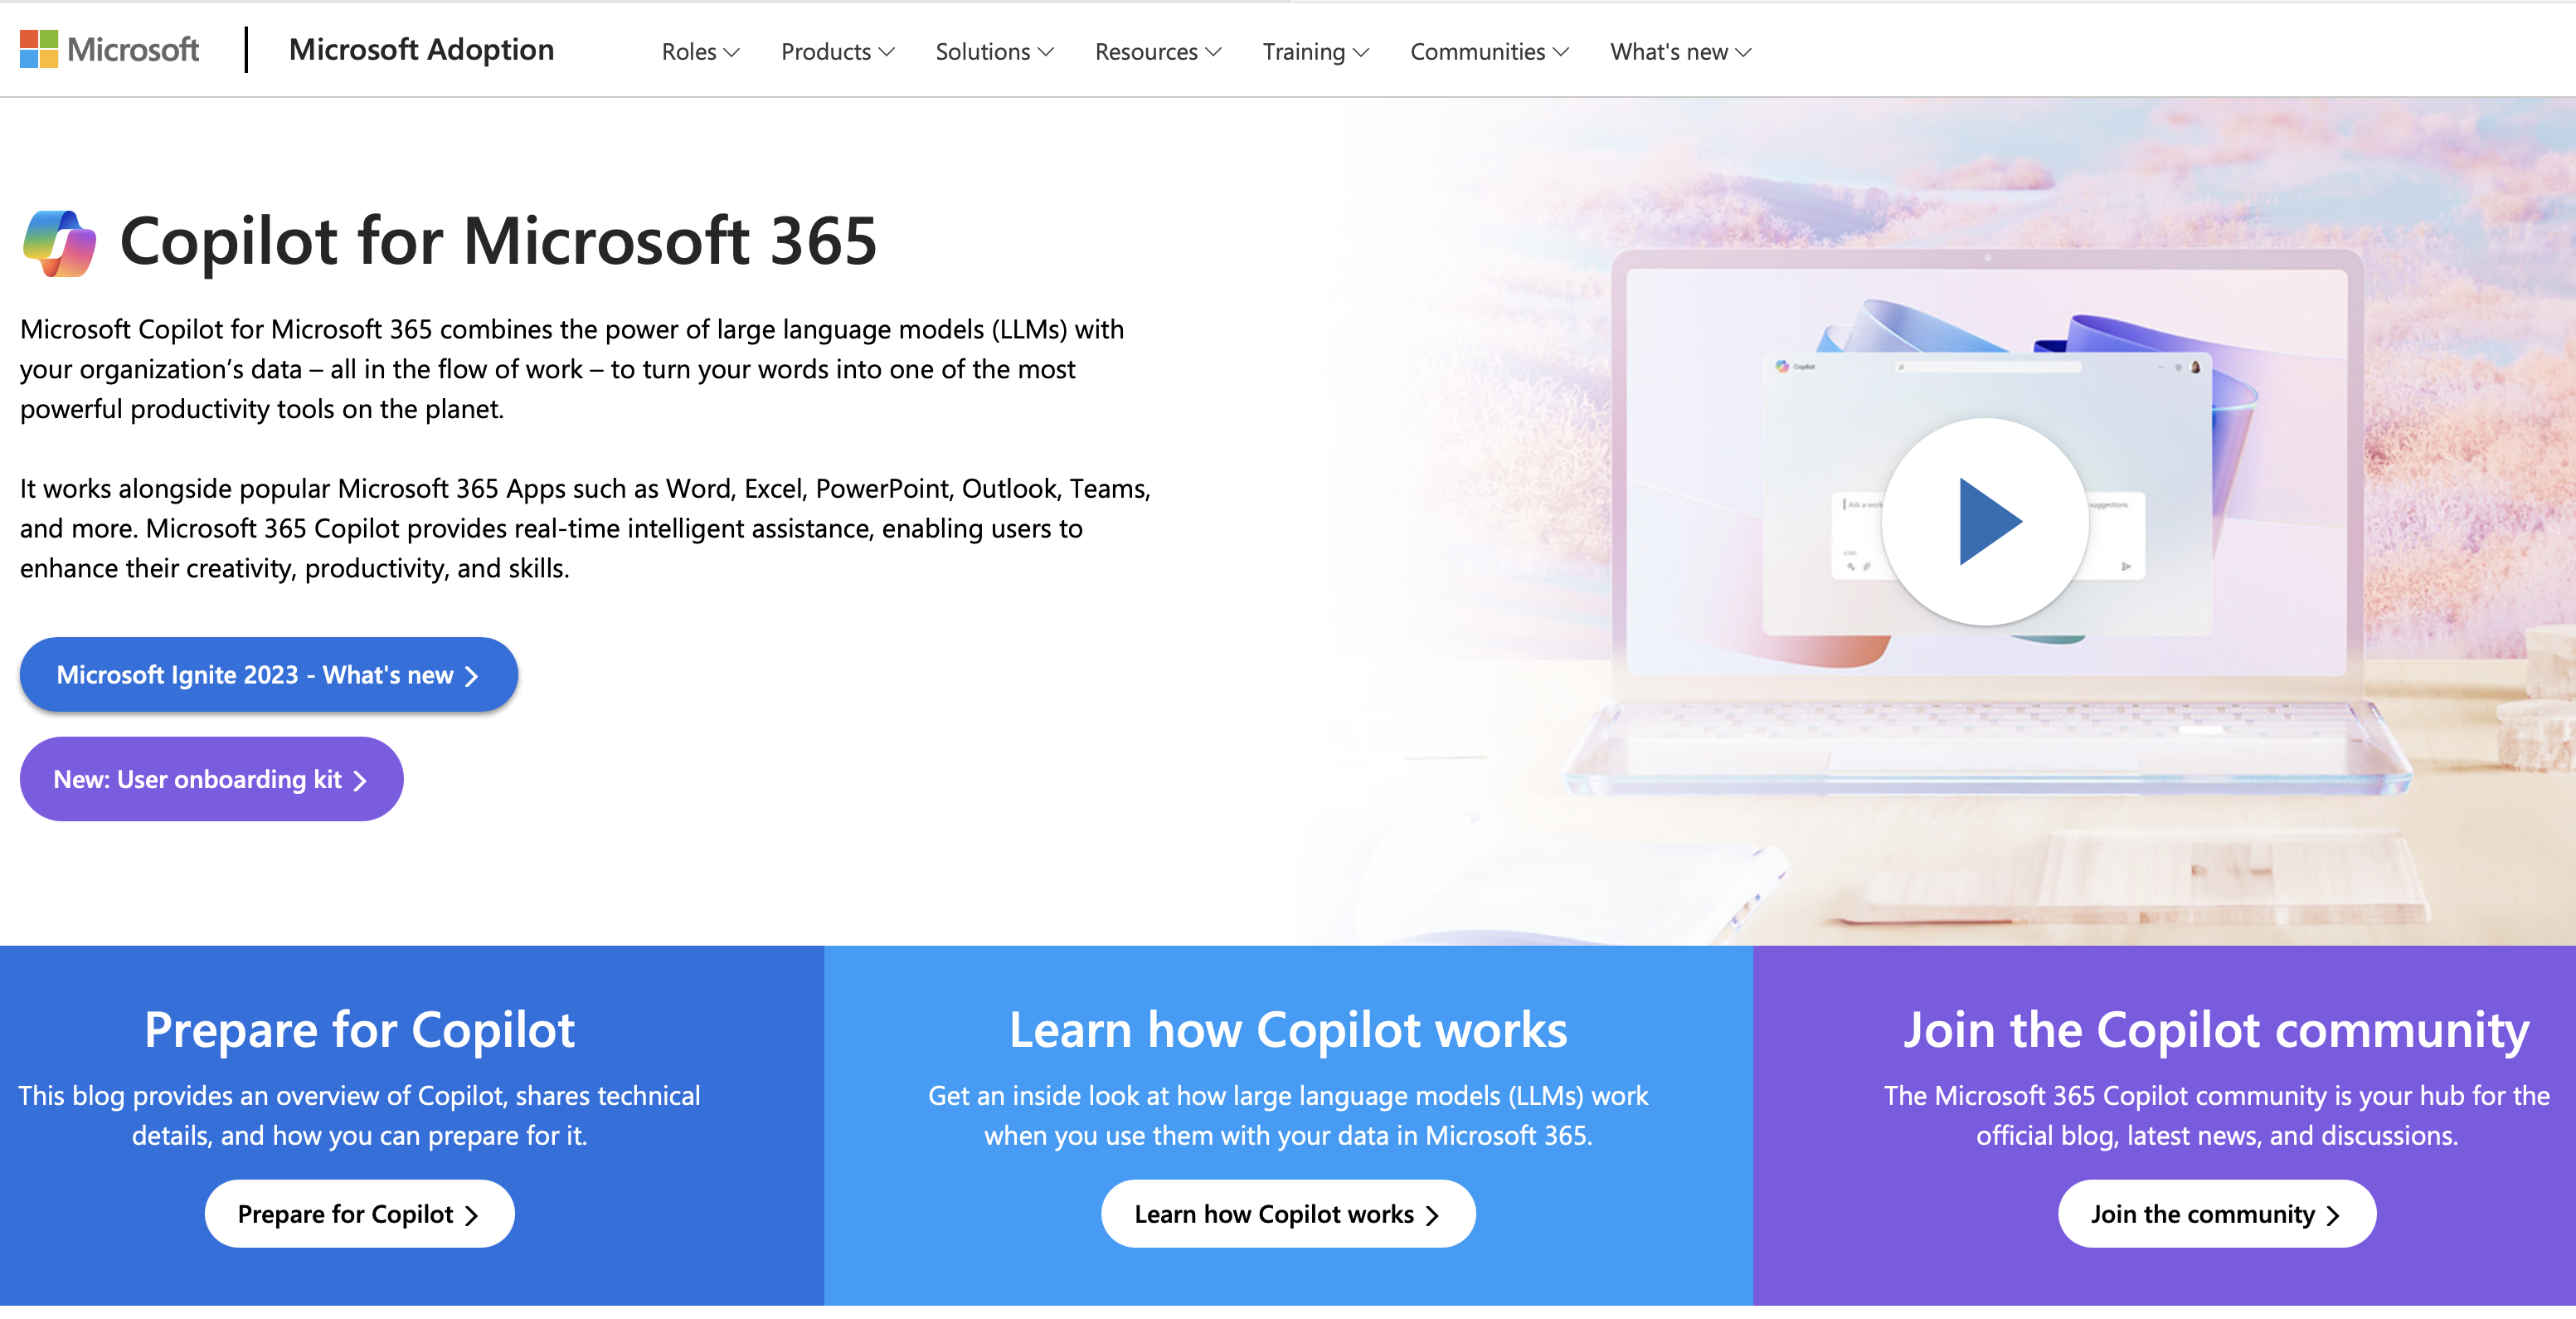 Microsoft
Microsoft Adoption
Roles
Products
Solutions
Resources
Training
Communities
What's new
Copilot for Microsoft 365
Microsoft Copilot for Microsoft 365 combines the power of large language models (LLMs) with
your organization’s data – all in the flow of work – to turn your words into one of the most
powerful productivity tools on the planet.
It works alongside popular Microsoft 365 Apps such as Word, Excel, PowerPoint, Outlook, Teams,
and more. Microsoft 365 Copilot provides real-time intelligent assistance, enabling users to
enhance their creativity, productivity, and skills.
Microsoft Ignite 2023 - What's new
New: User onboarding kit
Copilot
Ask a work
suggestions
Prepare for Copilot
This blog provides an overview of Copilot, shares technical
details, and how you can prepare for it.
Prepare for Copilot
Learn how Copilot works
Get an inside look at how large language models (LLMs) work
when you use them with your data in Microsoft 365.
Learn how Copilot works
Join the Copilot community
The Microsoft 365 Copilot community is your hub for the
official blog, latest news, and discussions.
Join the community